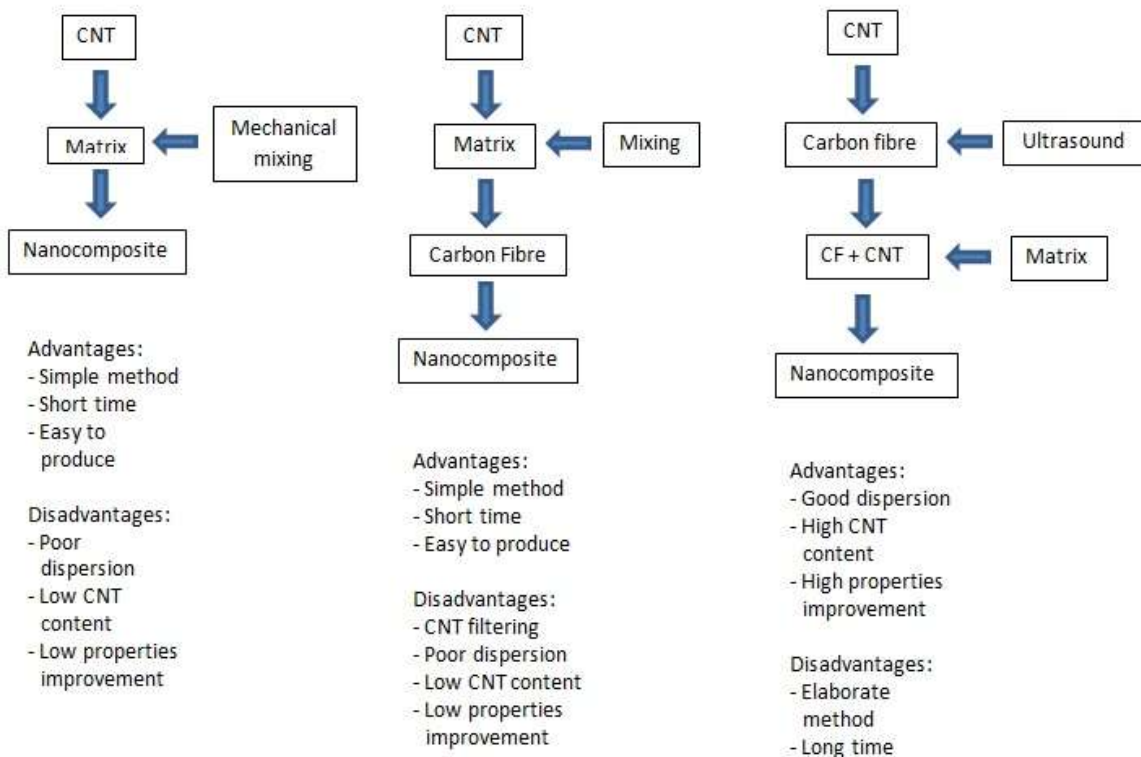 CNT
Matrix
Mechanical
mixing
Nanocomposite
Advantages:
- Simple method
- Short time
- Easy to
produce
Disadvantages:
- Poor
dispersion
- Low CNT
content
- Low properties
improvement
CNT
Matrix
Mixing
Carbon Fibre
Nanocomposite
Advantages:
- Simple method
- Short time
- Easy to produce
Disadvantages:
- CNT filtering
- Poor dispersion
- Low CNT content
- Low properties
improvement
CNT
Carbon fibre
Ultrasound
CF + CNT
Matrix
Nanocomposite
Advantages:
- Good dispersion
- High CNT
content
- High properties
improvement
Disadvantages:
- Elaborate
method
- Long time